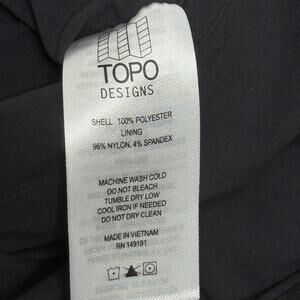 TOPO
DESIGNS
SHELL 100% POLYESTER
LINING
96% NYLON, 4% SPANDEX
MACHINE WASH COLD
DO NOT BLEACH
TUMBLE DRY LOW
COOL IRON IF NEEDED
DO NOT DRY CLEAN
MADE IN VIETNAM
RN 149191